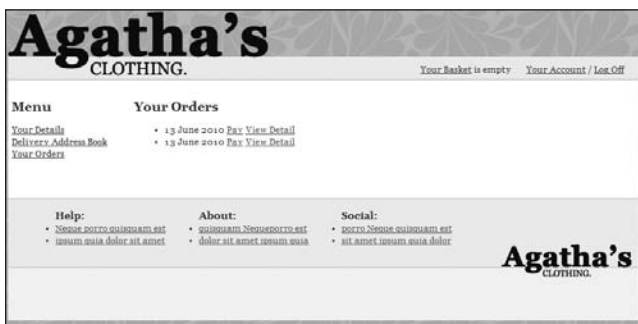 Agatha's
CLOTHING.
Your Basket is empty Your Account / Log Off
Menu
Your Details
Delivery Address Book
Your Orders
Your Orders
• 13 June 2010 Pay View Detail
• 13 June 2010 Pay View Detail
Help:
• Neque porro quisquam est
• ipsum quia dolor sit amet
About:
• quisquam Nequeporro est
• dolor sit amet ipsum quia
Social:
• porro Neque quisquam est
• sit amet ipsum quia dolor
Agatha's
CLOTHING.